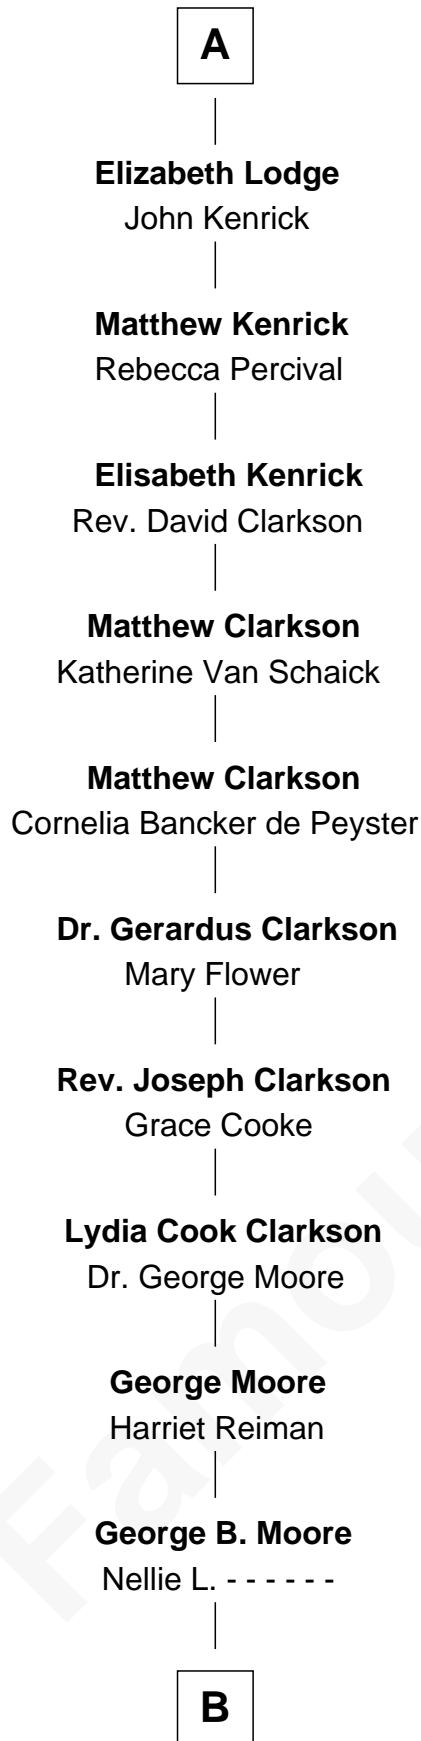 A
Elizabeth Lodge
John Kenrick
Matthew Kenrick
Rebecca Percival
Elisabeth Kenrick
Rev. David Clarkson
Matthew Clarkson
Katherine Van Schaick
Matthew Clarkson
Cornelia Bancker de Peyster
Dr. Gerardus Clarkson
Mary Flower
Rev. Joseph Clarkson
Grace Cooke
Lydia Cook Clarkson
Dr. George Moore
George Moore
Harriet Reiman
George B. Moore
Nellie L. - - - - - -
B
Famou